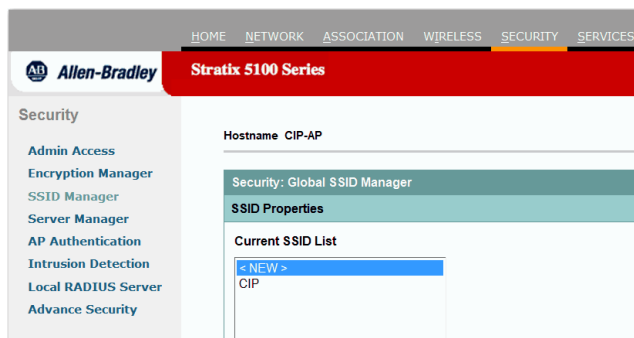 HOME NETWORK ASSOCIATION WIRELESS SECURITY SERVICES
AB Allen-Bradley
Stratix 5100 Series
Security
Admin Access
Encryption Manager
SSID Manager
Server Manager
AP Authentication
Intrusion Detection
Local RADIUS Server
Advance Security
Hostname CIP-AP
Security: Global SSID Manager
SSID Properties
Current SSID List
< NEW >
CIP